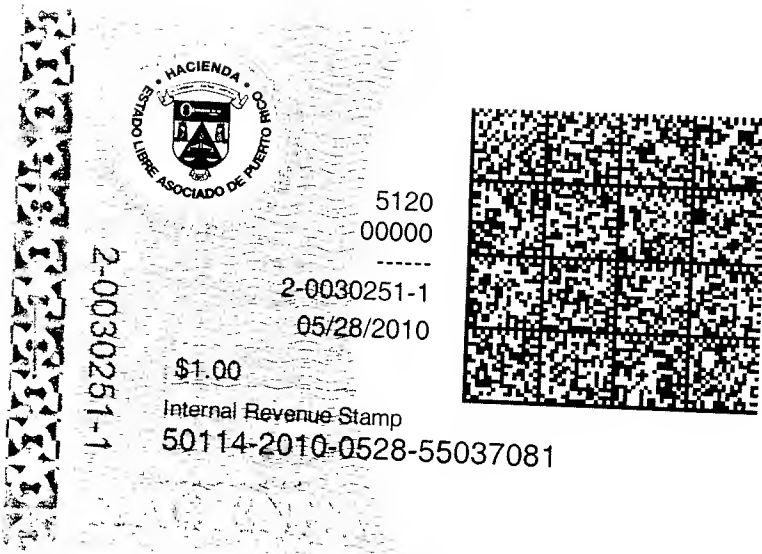 • HACIENDA •
ESTADO LIBRE ASOCIADO DE PUERTO RICO
5120
00000
------
2-0030251-1
05/28/2010
2-0030251-1
$1.00
Internal Revenue Stamp
50114-2010-0528-55037081